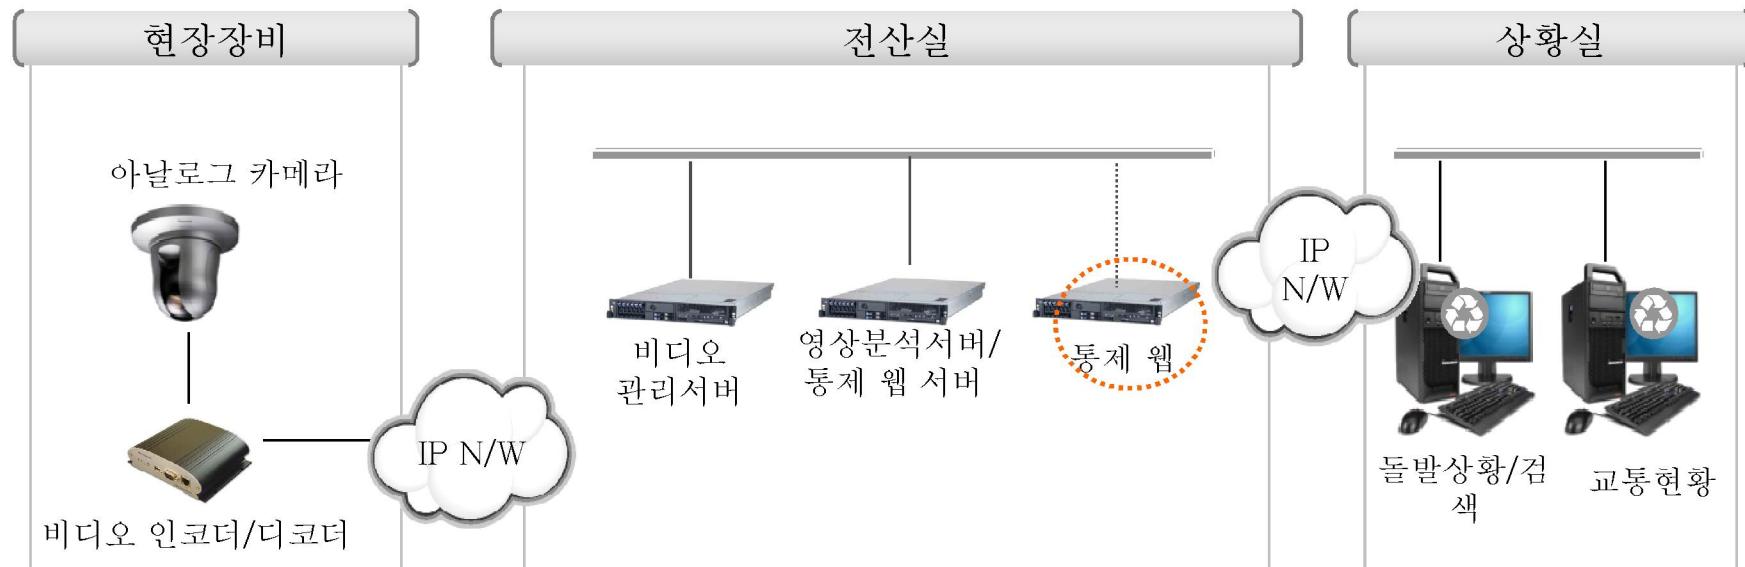 현장장비
전산실
상황실
아날로그 카메라
비디오 인코더/디코더
IP N/W
비디오
관리서버
영상분석서버/
통제 웹 서버
통제 웹
IP
N/W
돌발상황/검
색
교통현황